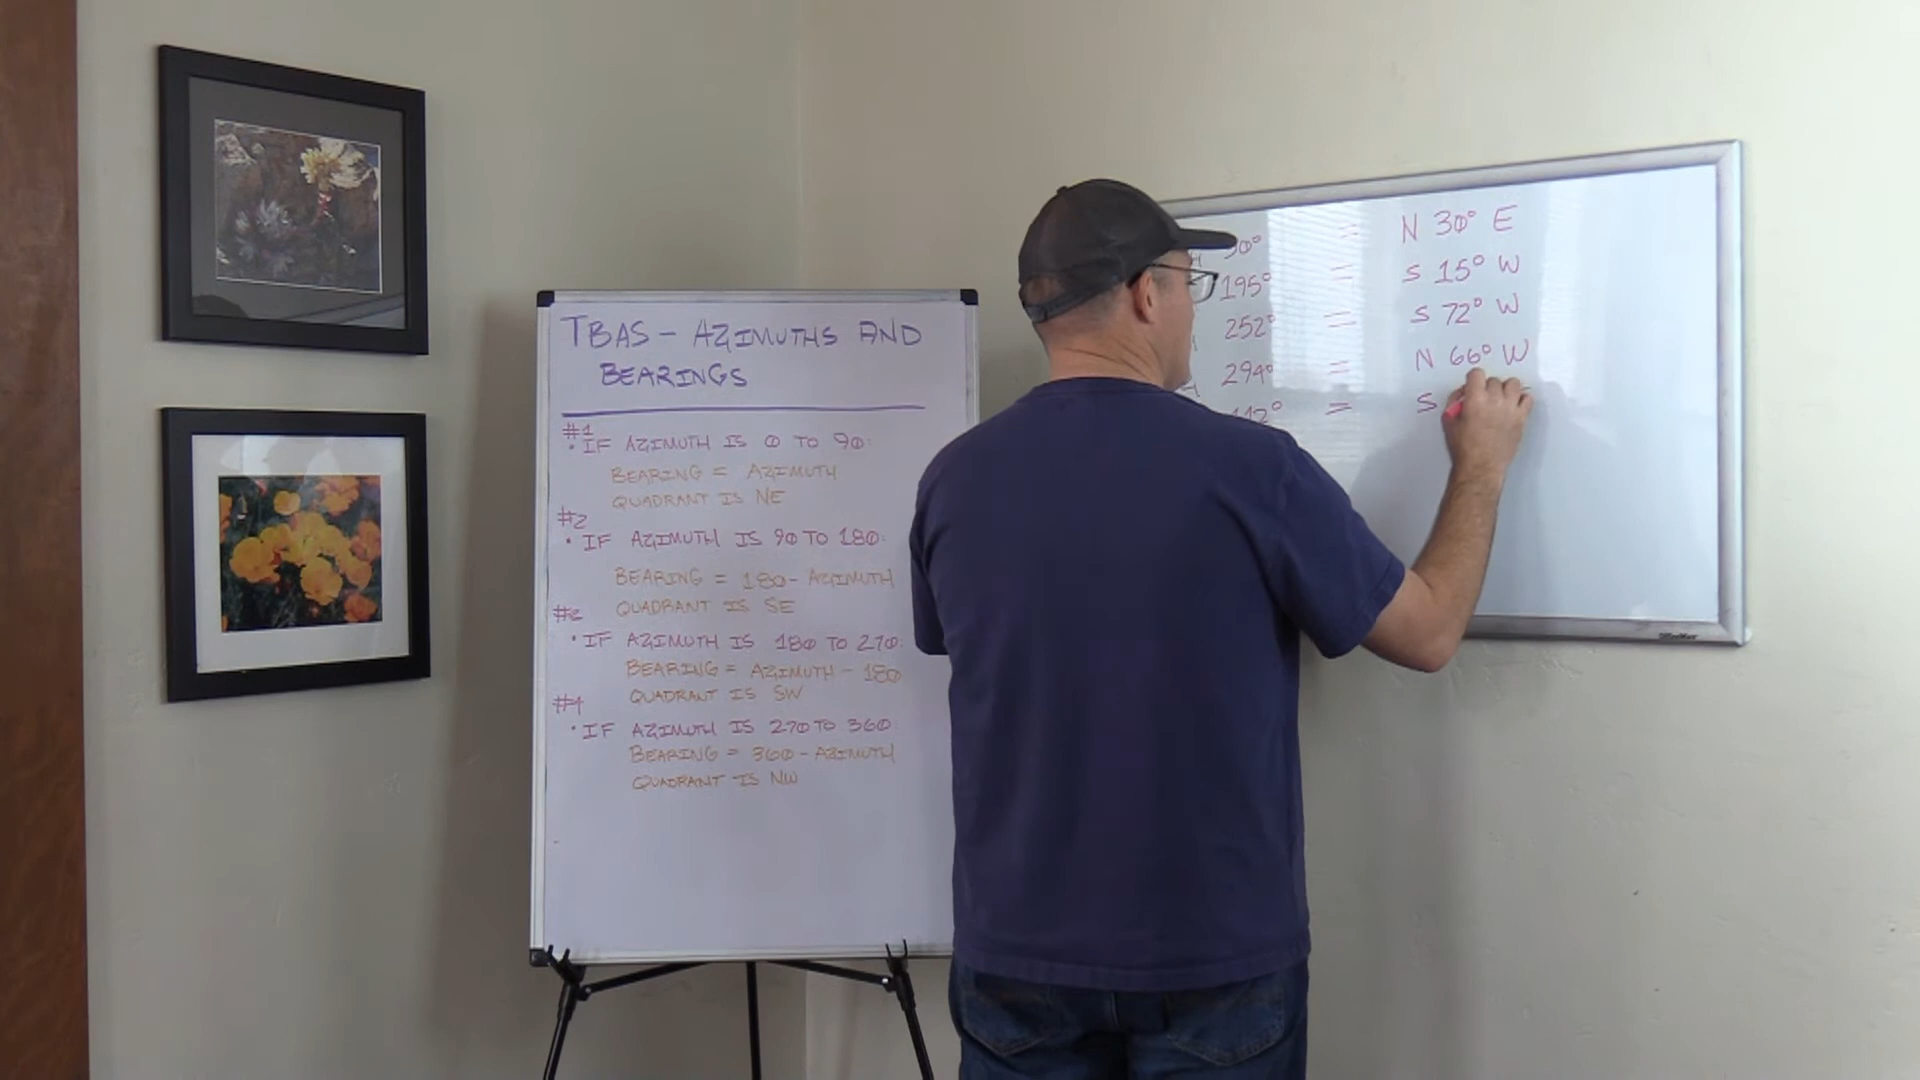 TBAS - AZIMUTHS AND
BEARINGS
#1
• IF AZIMUTH IS 0 TO 90:
BEARING = AZIMUTH
QUADRANT IS NE
#2
• IF AZIMUTH IS 90 TO 180:
BEARING = 180 - AZIMUTH
QUADRANT IS SE
#3
• IF AZIMUTH IS 180 TO 270:
BEARING = AZIMUTH - 180
QUADRANT IS SW
#4
• IF AZIMUTH IS 270 TO 360:
BEARING = 360 - AZIMUTH
QUADRANT IS NW
30° = N 30° E
195° = S 15° W
252° = S 72° W
294° = N 66° W
112° = S
OfficeMax